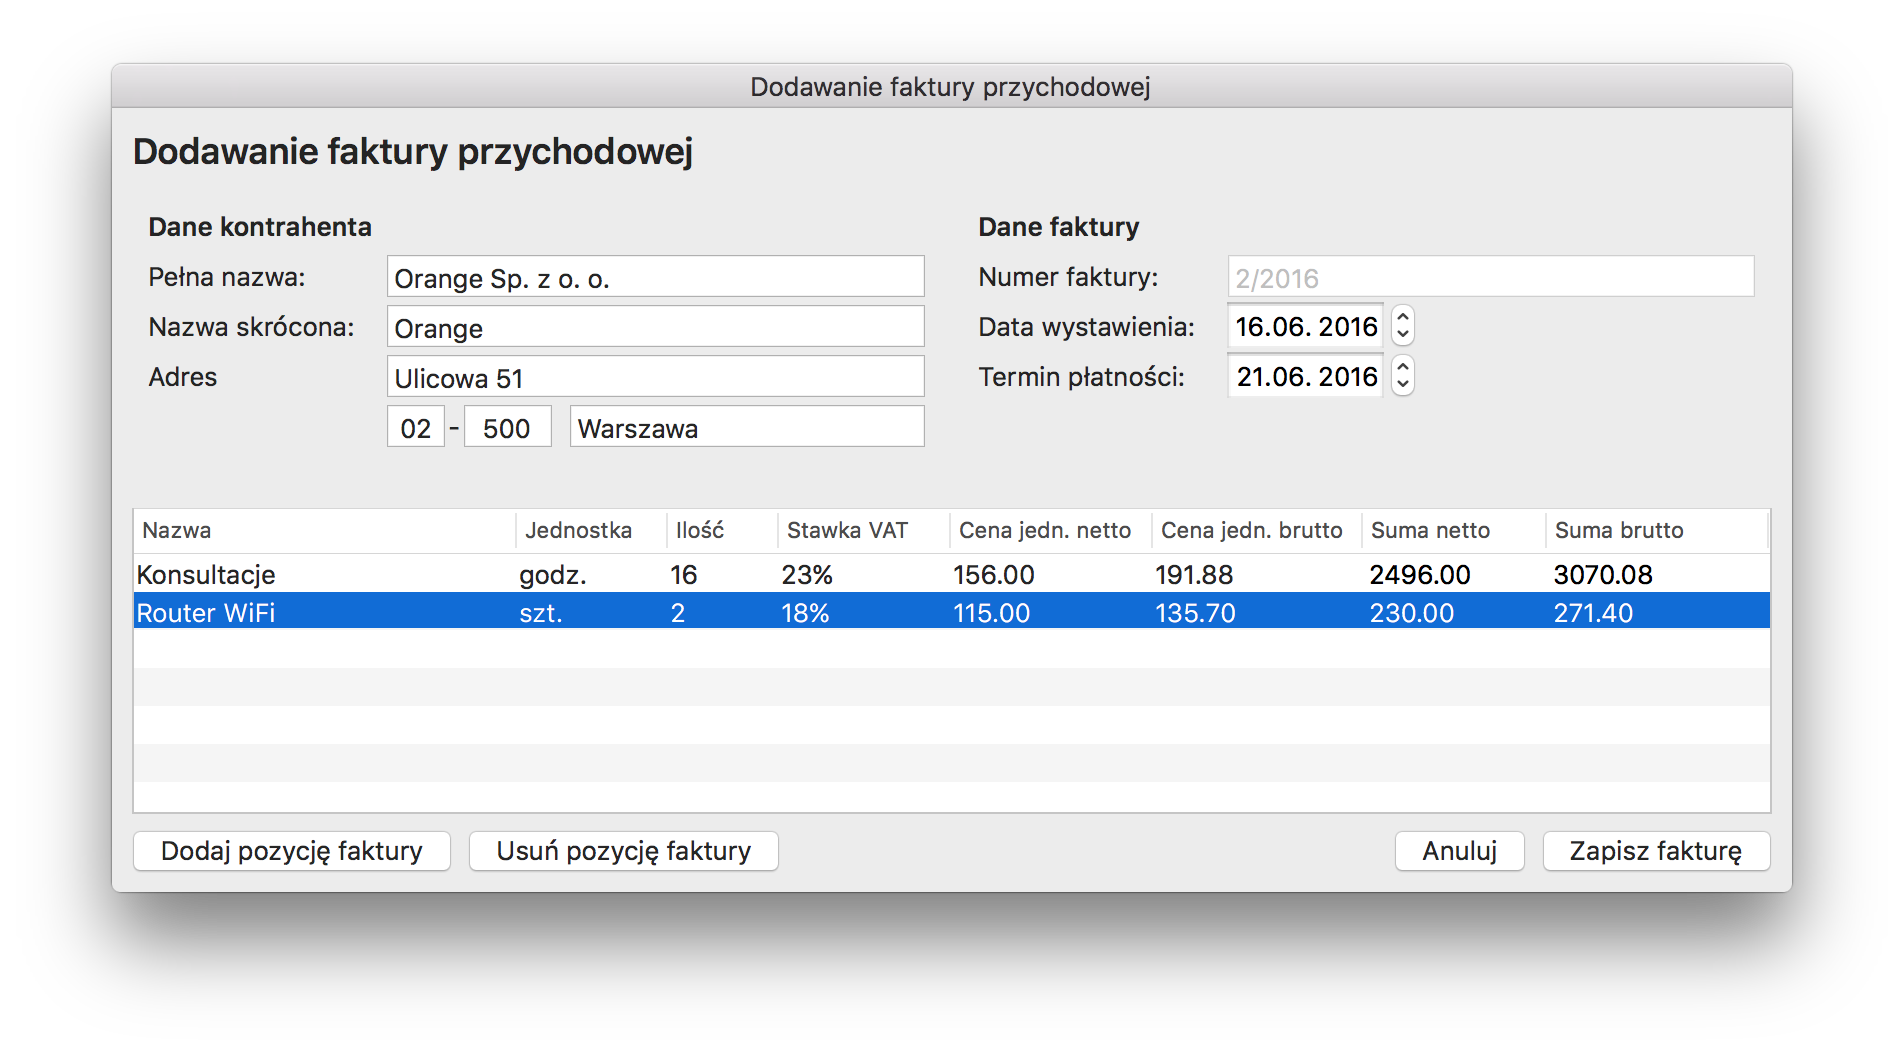 Dodawanie faktury przychodowej
Dodawanie faktury przychodowej
Dane kontrahenta
Pełna nazwa: Orange Sp. z o. o.
Nazwa skrócona: Orange
Adres Ulicowa 51
02 - 500 Warszawa
Dane faktury
Numer faktury: 2/2016
Data wystawienia: 16.06. 2016
Termin płatności: 21.06. 2016
Nazwa Jednostka Ilość Stawka VAT Cena jedn. netto Cena jedn. brutto Suma netto Suma brutto
Konsultacje godz. 16 23% 156.00 191.88 2496.00 3070.08
Router WiFi szt. 2 18% 115.00 135.70 230.00 271.40
Dodaj pozycję faktury Usuń pozycję faktury Anuluj Zapisz fakturę